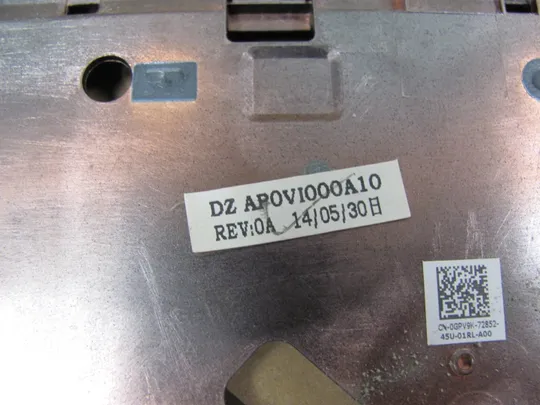 DZ AP0VI000A10
REV:0A 14/05/30日
CN-0GPV9H-72852-
45U-01RL-A00